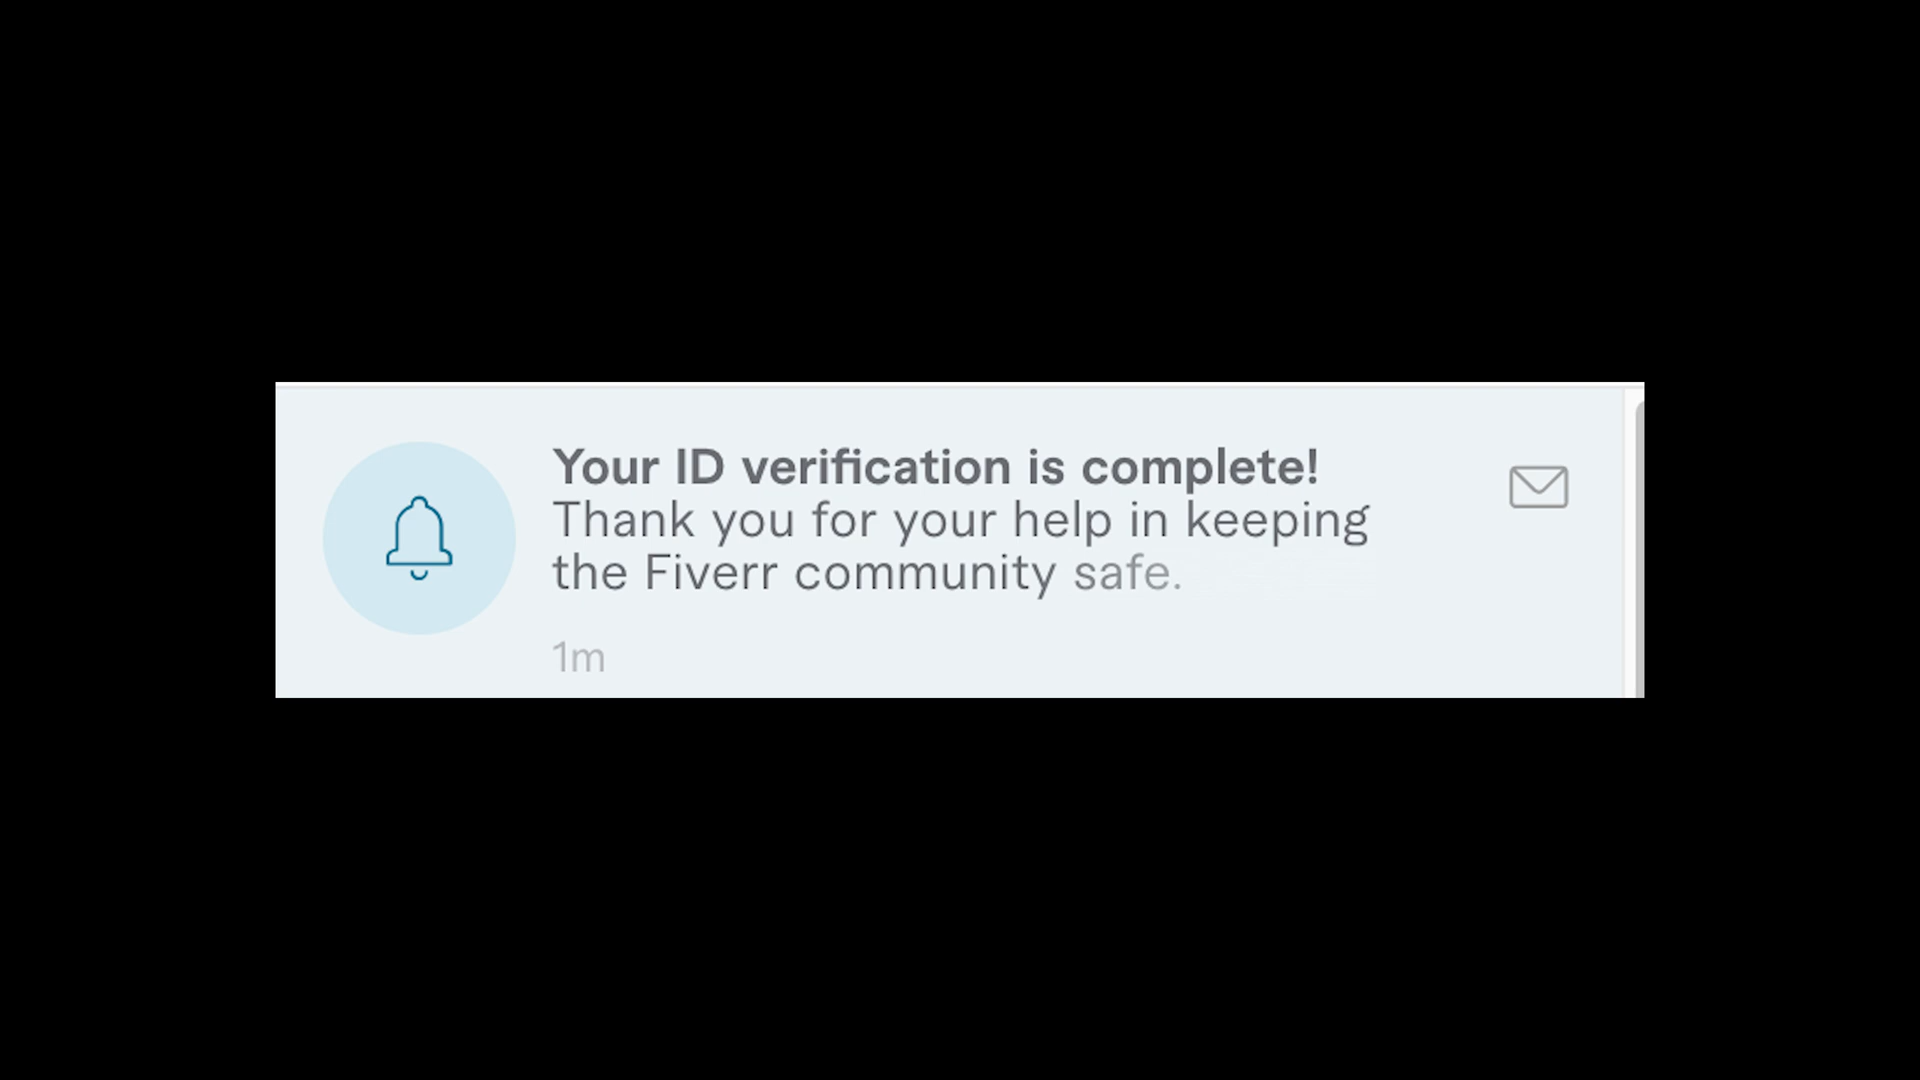 Your ID verification is complete!
Thank you for your help in keeping
the Fiverr community safe.
1m